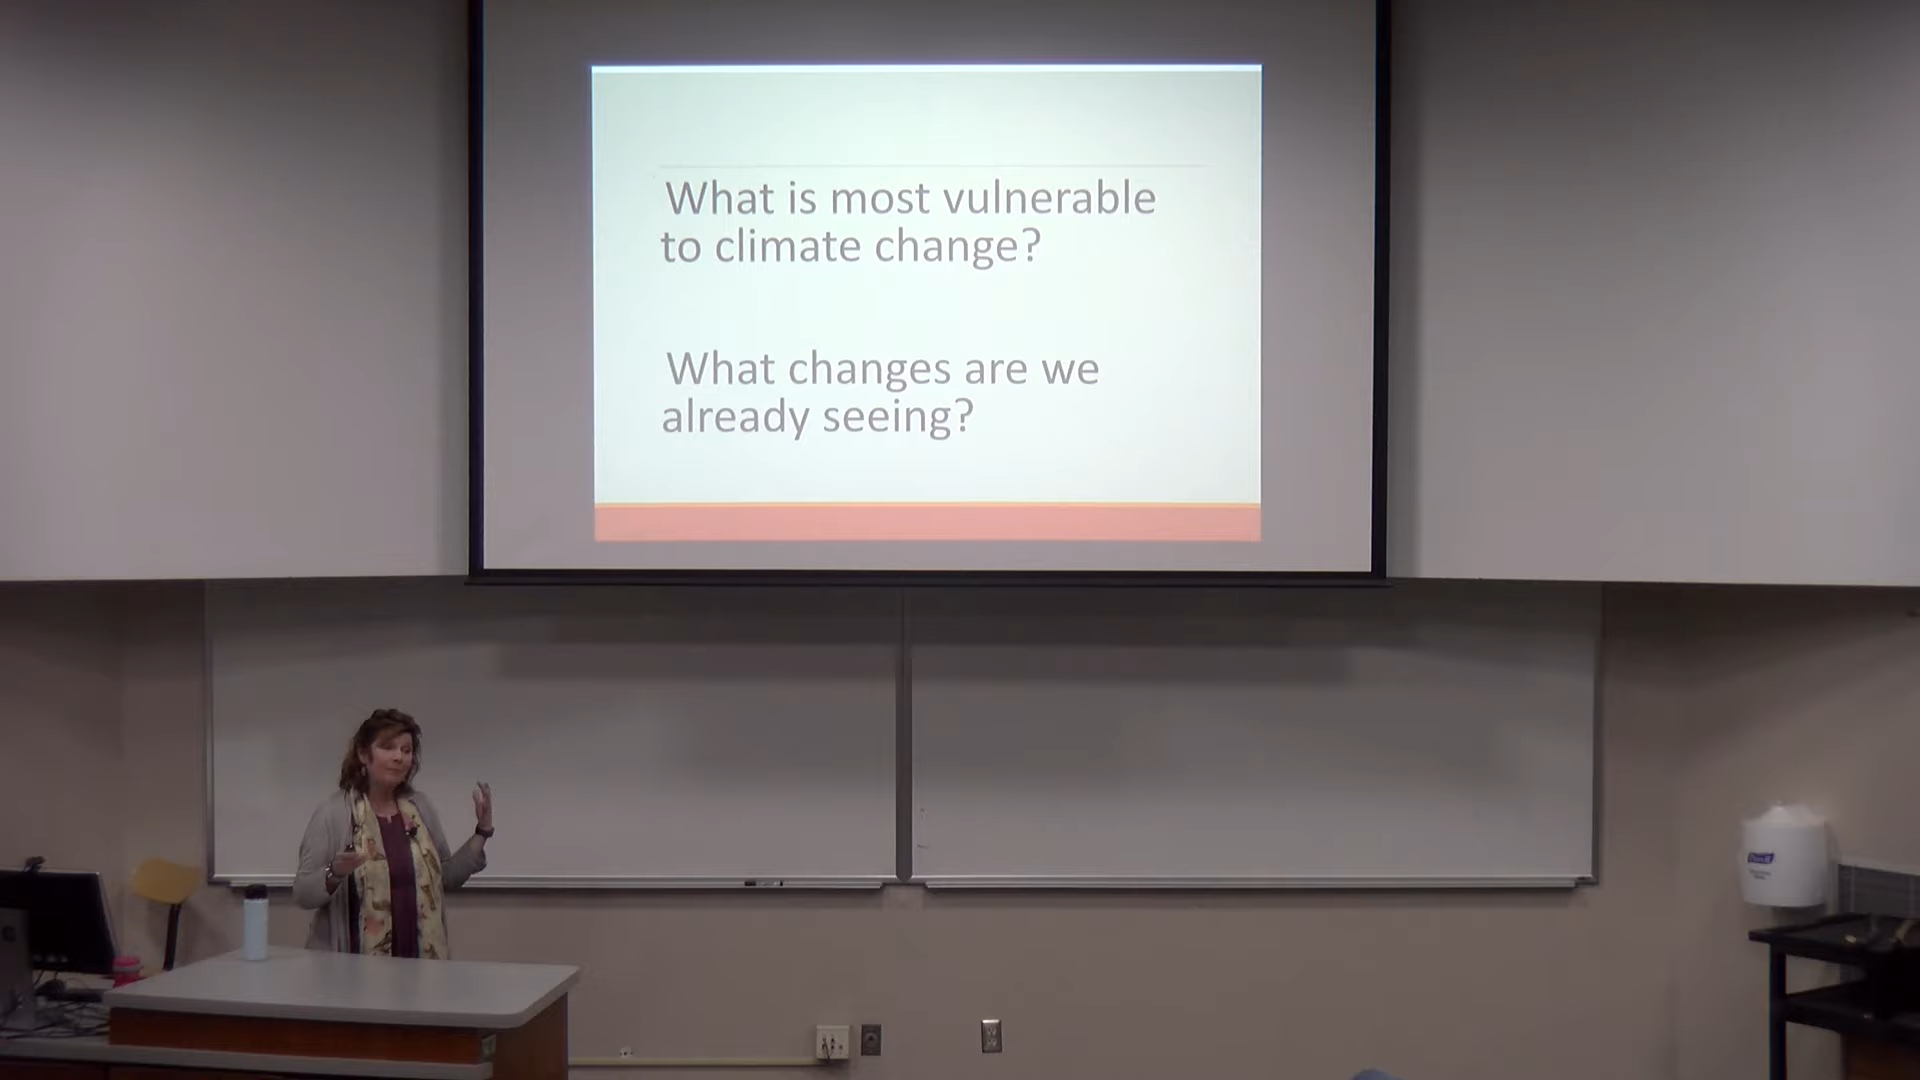 What is most vulnerable
to climate change?
What changes are we
already seeing?